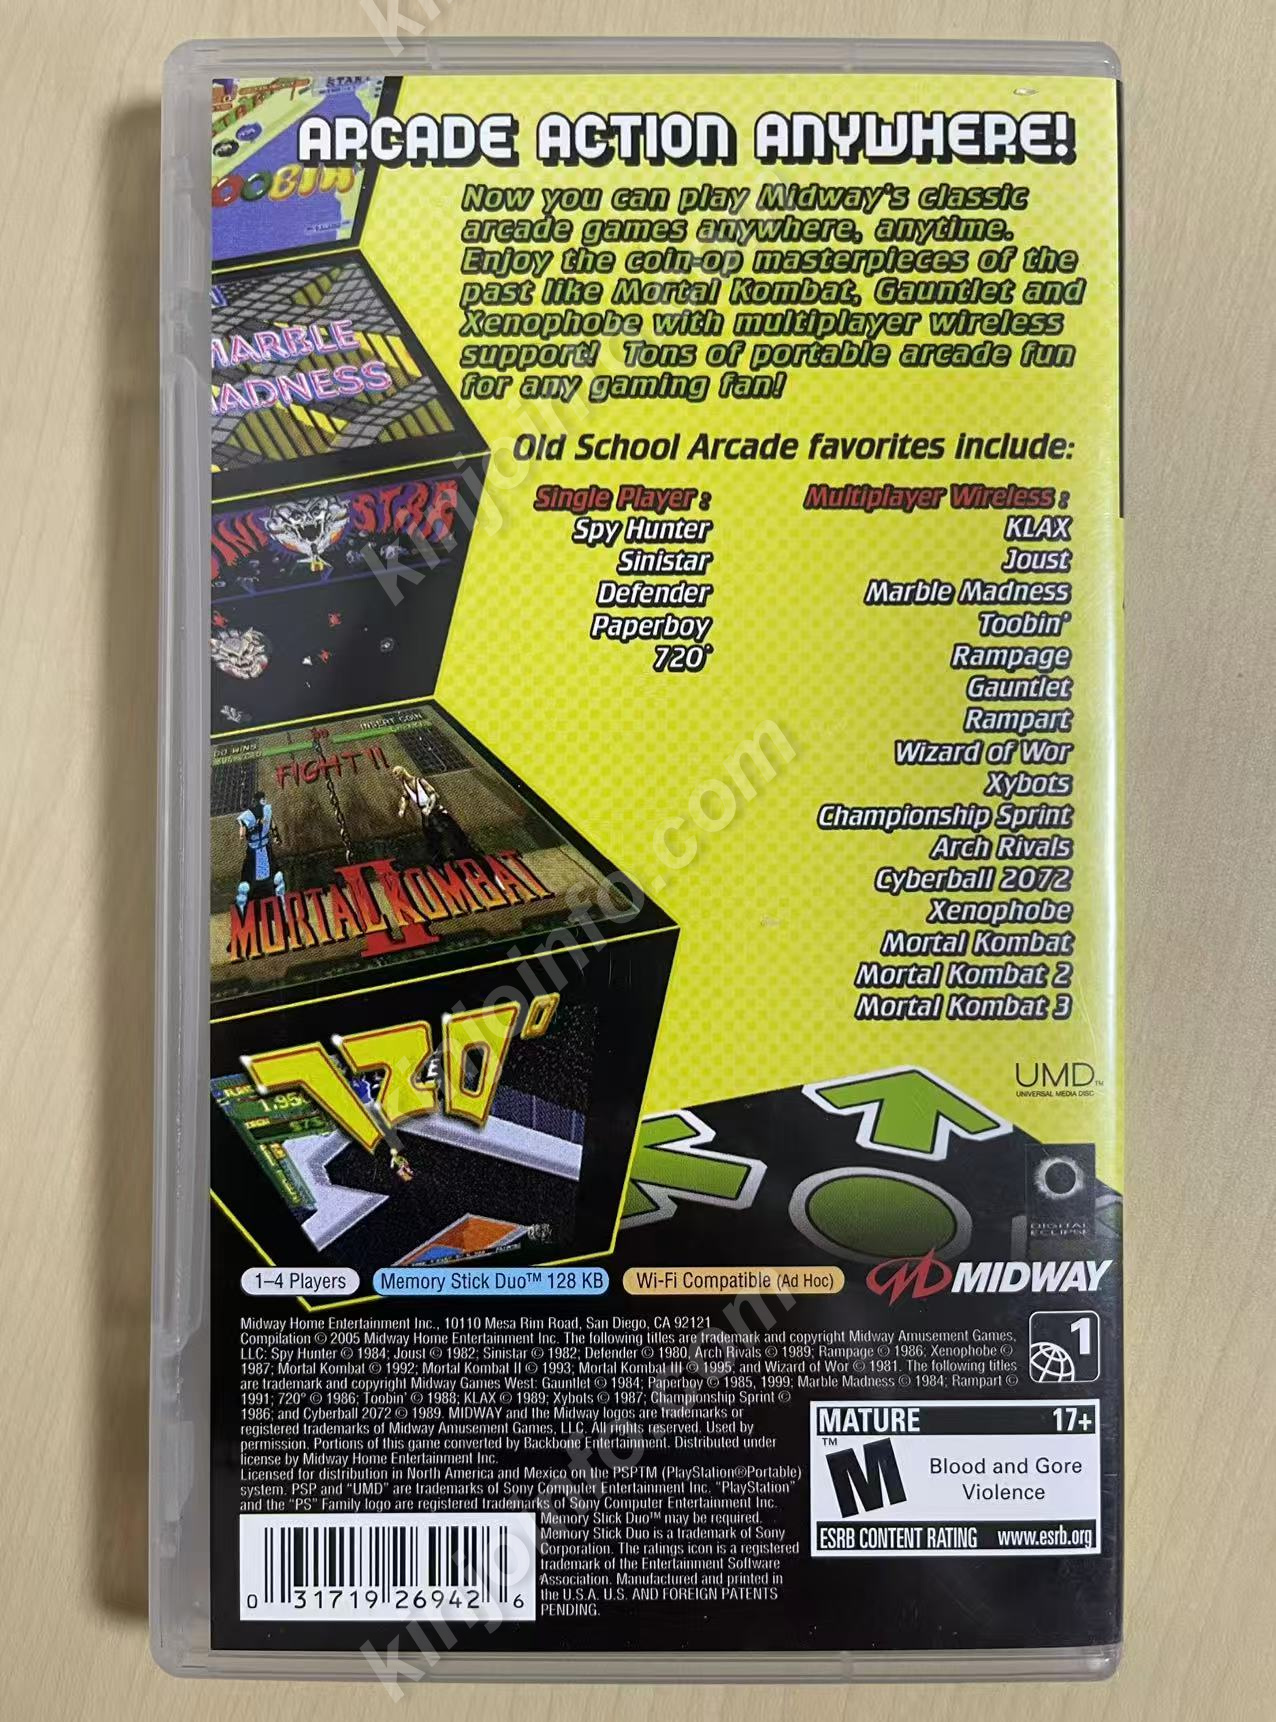 ARCADE ACTION ANYWHERE!
Now you can play Midway's classic
arcade games anywhere, anytime.
Enjoy the coin-op masterpieces of the
past like Mortal Kombat, Gauntlet and
Xenophobe with multiplayer wireless
support! Tons of portable arcade fun
for any gaming fan!
Old School Arcade favorites include:
Single Player :
Spy Hunter
Sinistar
Defender
Paperboy
720°
Multiplayer Wireless :
KLAX
Joust
Marble Madness
Toobin'
Rampage
Gauntlet
Rampart
Wizard of Wor
Xybots
Championship Sprint
Arch Rivals
Cyberball 2072
Xenophobe
Mortal Kombat
Mortal Kombat 2
Mortal Kombat 3
OOBIN'
MARBLE
MADNESS
INI STAR
INSERT COIN
FIGHT!!
MORTAL KOMBAT
II
720°
UMD™
UNIVERSAL MEDIA DISC
DIGITAL
ECLIPSE
1–4 Players
Memory Stick Duo™ 128 KB
Wi-Fi Compatible (Ad Hoc)
MIDWAY
Midway Home Entertainment Inc., 10110 Mesa Rim Road, San Diego, CA 92121
Compilation © 2005 Midway Home Entertainment Inc. The following titles are trademark and copyright Midway Amusement Games,
LLC: Spy Hunter © 1984; Joust © 1982; Sinistar © 1982; Defender © 1980, Arch Rivals © 1989; Rampage © 1986; Xenophobe ©
1987; Mortal Kombat © 1992; Mortal Kombat II © 1993; Mortal Kombat III © 1995; and Wizard of Wor © 1981. The following titles
are trademark and copyright Midway Games West: Gauntlet © 1984; Paperboy © 1985, 1999; Marble Madness © 1984; Rampart ©
1991; 720° © 1986; Toobin' © 1988; KLAX © 1989; Xybots © 1987; Championship Sprint ©
1986; and Cyberball 2072 © 1989. MIDWAY and the Midway logos are trademarks or
registered trademarks of Midway Amusement Games, LLC. All rights reserved. Used by
permission. Portions of this game converted by Backbone Entertainment. Distributed under
license by Midway Home Entertainment Inc.
Licensed for distribution in North America and Mexico on the PSPTM (PlayStation®Portable)
system. PSP and "UMD" are trademarks of Sony Computer Entertainment Inc. "PlayStation"
and the "PS" Family logo are registered trademarks of Sony Computer Entertainment Inc.
Memory Stick Duo™ may be required.
Memory Stick Duo is a trademark of Sony
Corporation. The ratings icon is a registered
trademark of the Entertainment Software
Association. Manufactured and printed in
the U.S.A. U.S. AND FOREIGN PATENTS
PENDING.
1
MATURE 17+
M™
Blood and Gore
Violence
ESRB CONTENT RATING www.esrb.org
0 31719 26942 6
kinjoinfo.com
kinjoinfo.com
kinjoinfo.com